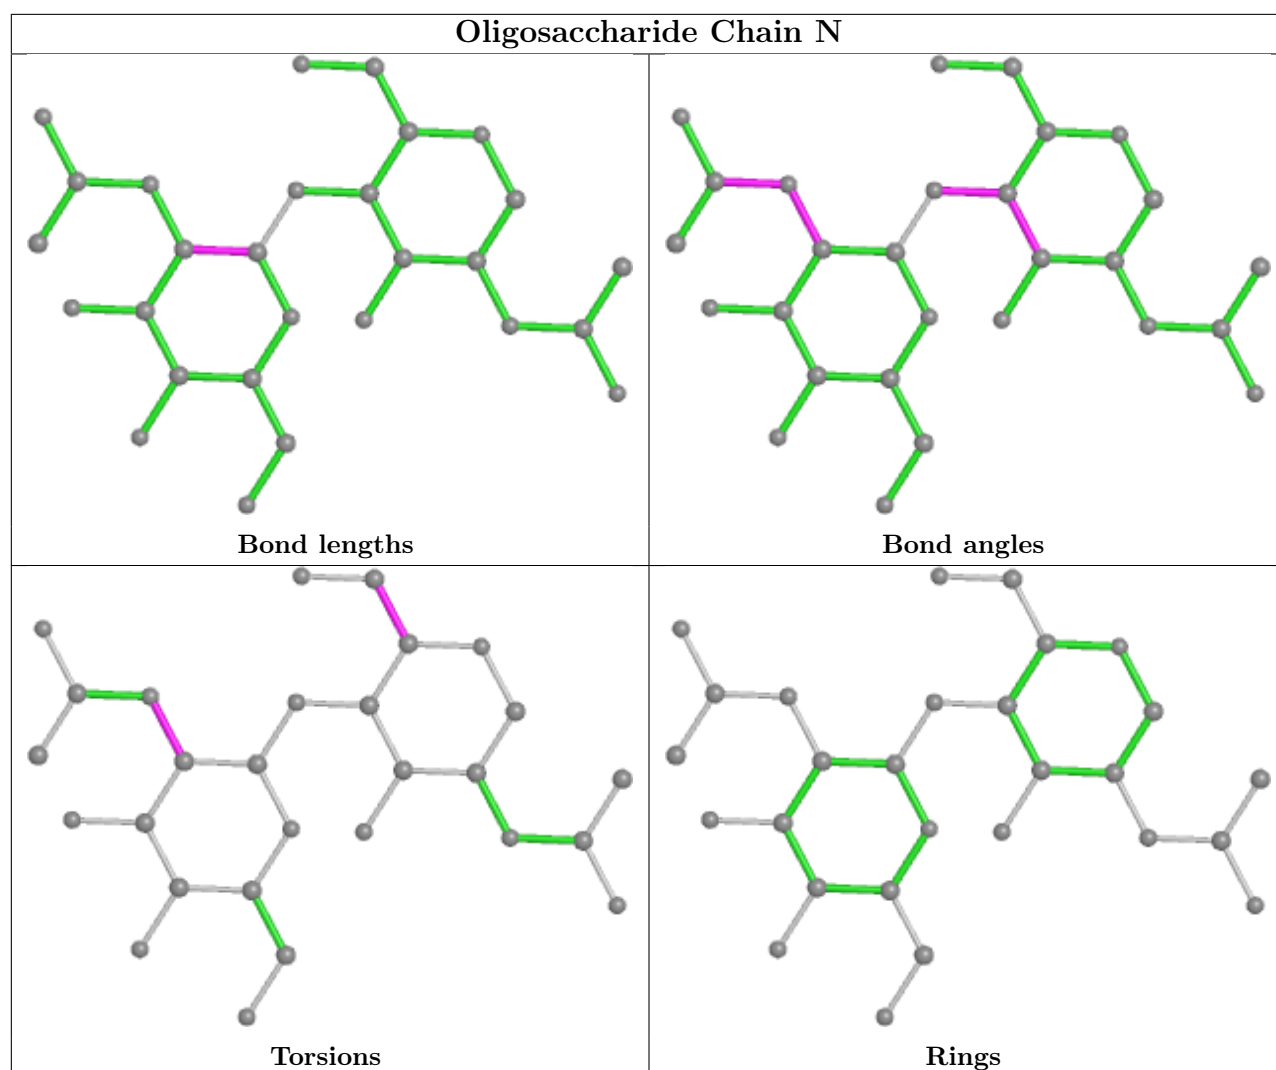 Oligosaccharide Chain N
Bond lengths
Bond angles
Torsions
Rings